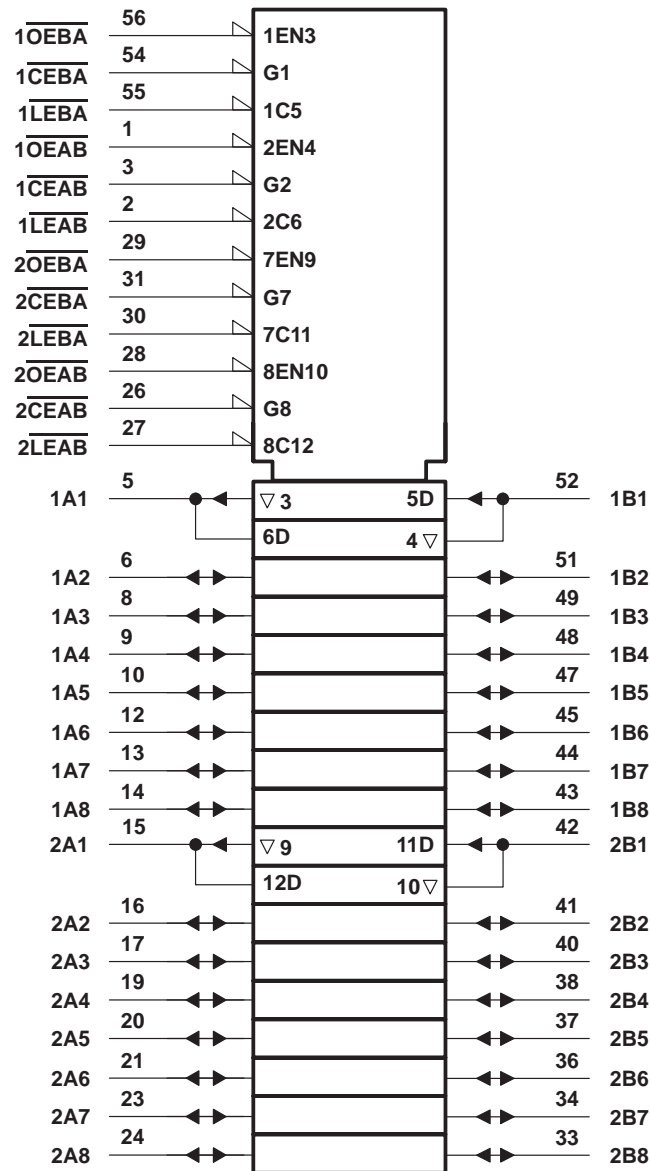 1OEBA 56 1EN3
1CEBA 54 G1
1LEBA 55 1C5
1OEAB 1 2EN4
1CEAB 3 G2
1LEAB 2 2C6
2OEBA 29 7EN9
2CEBA 31 G7
2LEBA 30 7C11
2OEAB 28 8EN10
2CEAB 26 G8
2LEAB 27 8C12
1A1 5 ▽ 3 5D 52 1B1
6D 4 ▽
1A2 6 51 1B2
1A3 8 49 1B3
1A4 9 48 1B4
1A5 10 47 1B5
1A6 12 45 1B6
1A7 13 44 1B7
1A8 14 43 1B8
2A1 15 ▽ 9 11D 42 2B1
12D 10 ▽
2A2 16 41 2B2
2A3 17 40 2B3
2A4 19 38 2B4
2A5 20 37 2B5
2A6 21 36 2B6
2A7 23 34 2B7
2A8 24 33 2B8